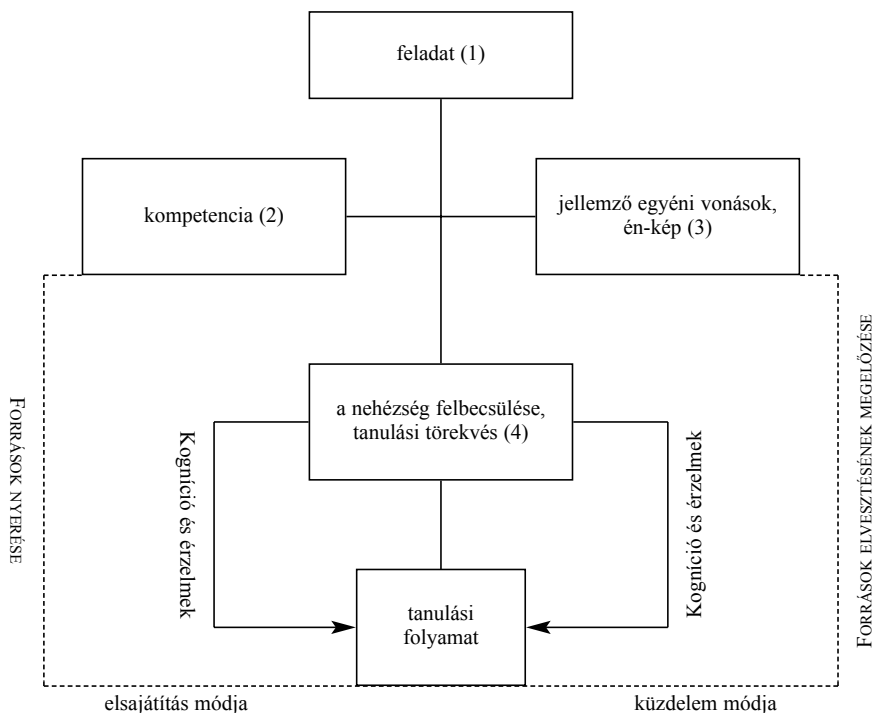 feladat (1)
kompetencia (2)
jellemző egyéni vonások,
én-kép (3)
a nehézség felbecsülése,
tanulási törekvés (4)
FORRÁSOK NYERÉSE
Kogníció és érzelmek
Kogníció és érzelmek
FORRÁSOK ELVESZTÉSÉNEK MEGELŐZÉSE
tanulási
folyamat
elsajátítás módja
küzdelem módja